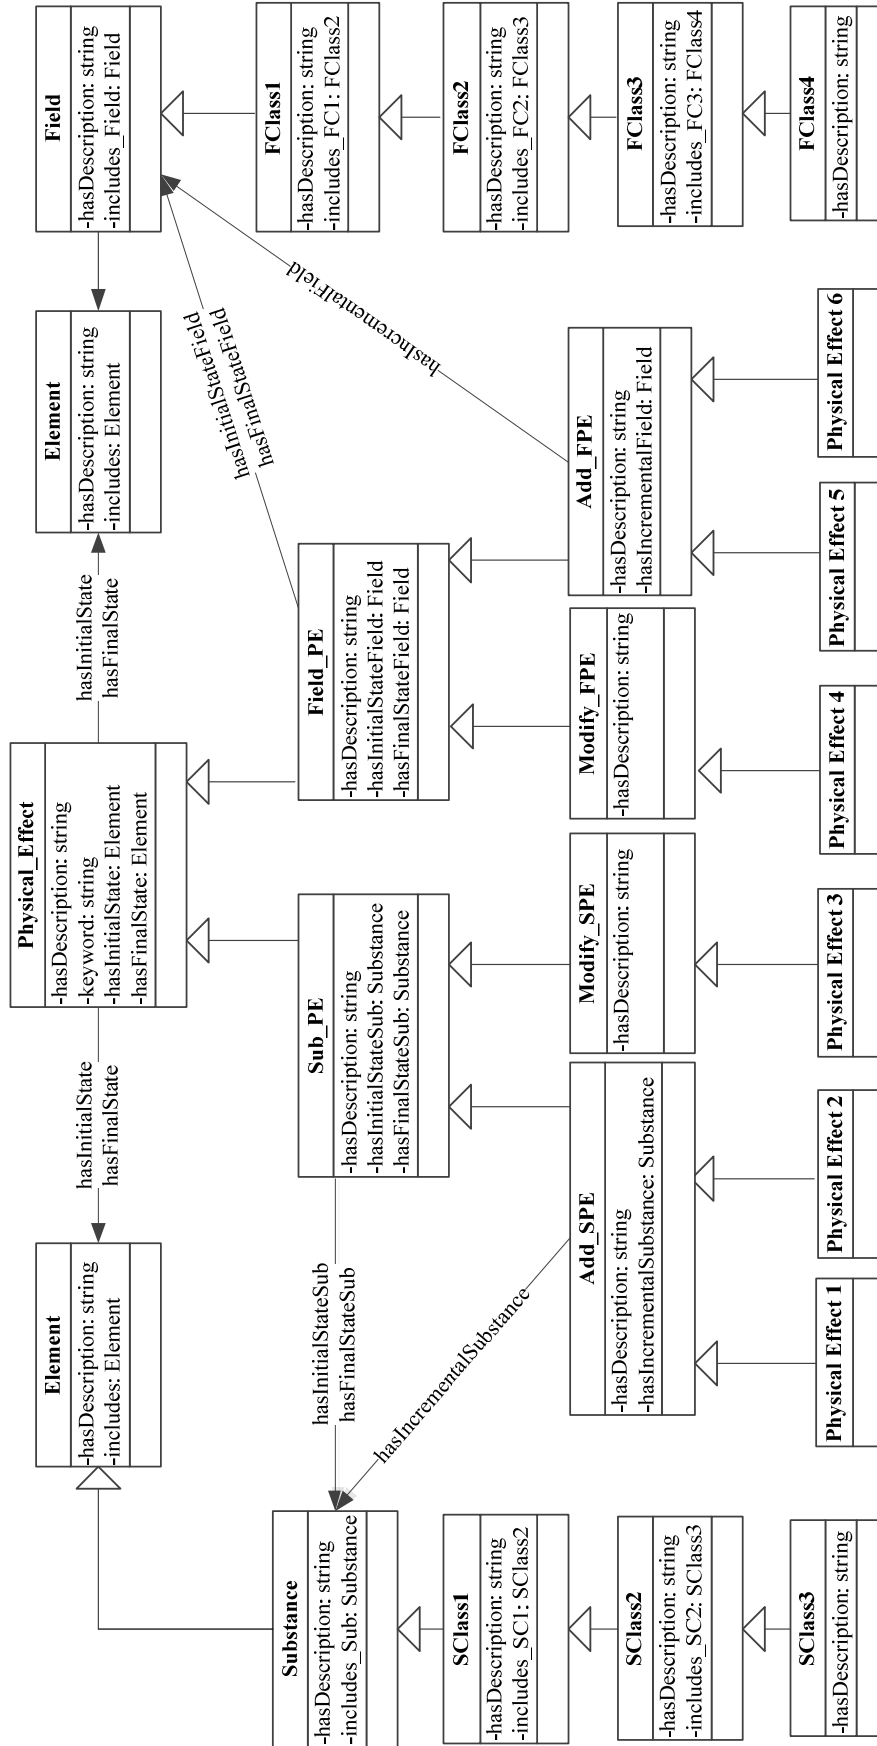 Element
-hasDescription: string
-includes: Element
hasInitialState
hasFinalState
Physical_Effect
-hasDescription: string
-keyword: string
-hasInitialState: Element
-hasFinalState: Element
hasInitialState
hasFinalState
Element
-hasDescription: string
-includes: Element
Field
-hasDescription: string
-includes_Field: Field
Substance
-hasDescription: string
-includes_Sub: Substance
hasInitialStateSub
hasFinalStateSub
Sub_PE
-hasDescription: string
-hasInitialStateSub: Substance
-hasFinalStateSub: Substance
Field_PE
-hasDescription: string
-hasInitialStateField: Field
-hasFinalStateField: Field
hasInitialStateField
hasFinalStateField
hasIncrementalField
FClass1
-hasDescription: string
-includes_FC1: FClass2
hasIncrementalSubstance
SClass1
-hasDescription: string
-includes_SC1: SClass2
FClass2
-hasDescription: string
-includes_FC2: FClass3
Add_SPE
-hasDescription: string
-hasIncrementalSubstance: Substance
Modify_SPE
-hasDescription: string
Modify_FPE
-hasDescription: string
Add_FPE
-hasDescription: string
-hasIncrementalField: Field
SClass2
-hasDescription: string
-includes_SC2: SClass3
FClass3
-hasDescription: string
-includes_FC3: FClass4
SClass3
-hasDescription: string
Physical Effect 1
Physical Effect 2
Physical Effect 3
Physical Effect 4
Physical Effect 5
Physical Effect 6
FClass4
-hasDescription: string